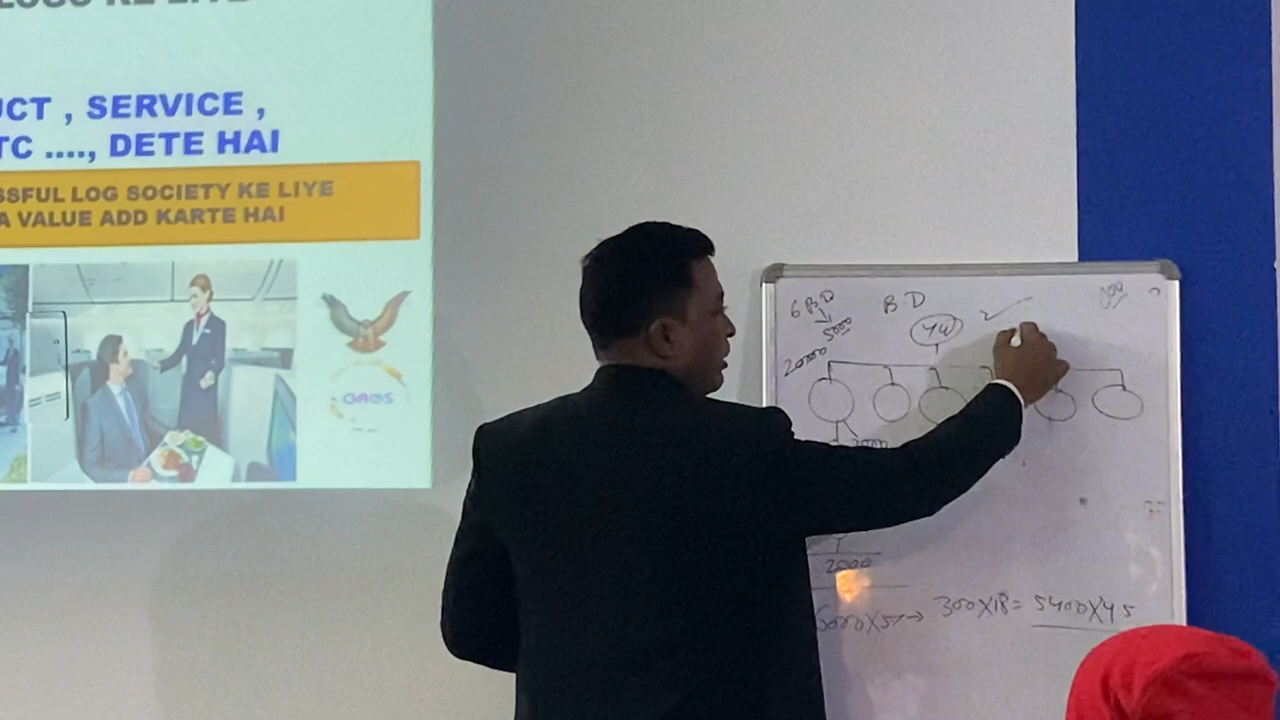 UCT , SERVICE ,
TC ...., DETE HAI
SSFUL LOG SOCIETY KE LIYE
A VALUE ADD KARTE HAI
6 B.D
5000
B.D
YW
20000
2000
2000
300X18= 5400X45